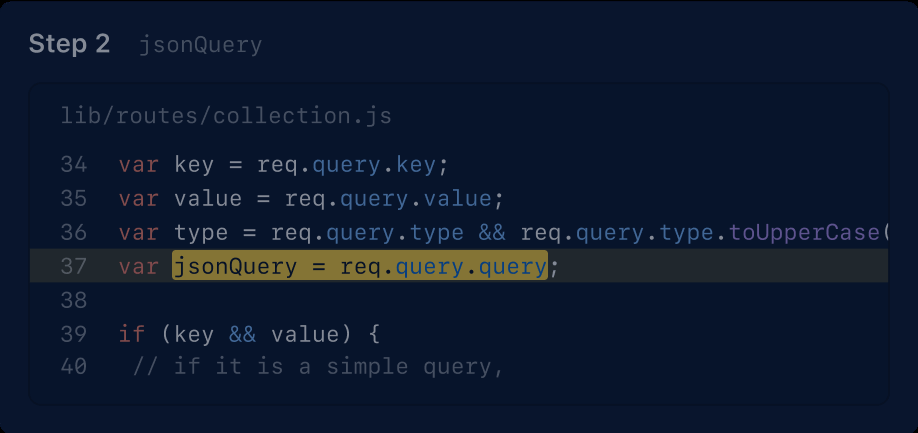 Step 2 jsonQuery
lib/routes/collection.js
34 var key = req.query.key;
35 var value = req.query.value;
36 var type = req.query.type && req.query.type.toUpperCase(
37 var jsonQuery = req.query.query;
38
39 if (key && value) {
40 // if it is a simple query,